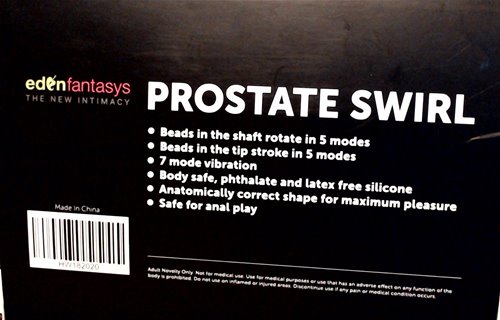 edenfantasys
THE NEW INTIMACY
PROSTATE SWIRL
• Beads in the shaft rotate in 5 modes
• Beads in the tip stroke in 5 modes
• 7 mode vibration
• Body safe, phthalate and latex free silicone
• Anatomically correct shape for maximum pleasure
• Safe for anal play
Made In China
HW182020
Adult Novelty Only. Not for medical use. Use for medical purposes or use that has an adverse effect on any function of the
body is prohibited. Do not use on inflamed or injured areas. Discontinue use if any pain or medical condition occurs.